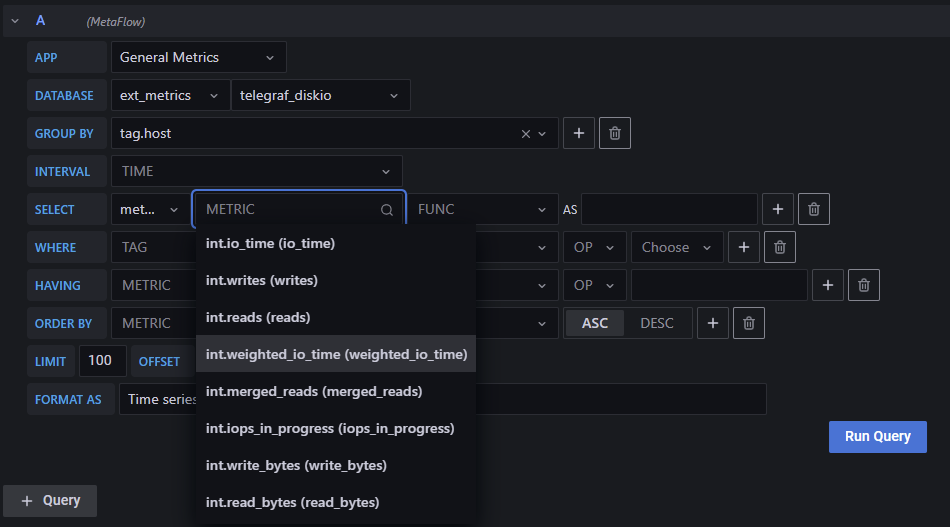 A (MetaFlow)
APP General Metrics
DATABASE ext_metrics telegraf_diskio
GROUP BY tag.host
INTERVAL TIME
SELECT met... METRIC FUNC AS
int.io_time (io_time)
int.writes (writes)
int.reads (reads)
int.weighted_io_time (weighted_io_time)
int.merged_reads (merged_reads)
int.iops_in_progress (iops_in_progress)
int.write_bytes (write_bytes)
int.read_bytes (read_bytes)
WHERE TAG OP Choose
HAVING METRIC OP
ORDER BY METRIC ASC DESC
LIMIT 100 OFFSET
FORMAT AS Time series
Run Query
+ Query